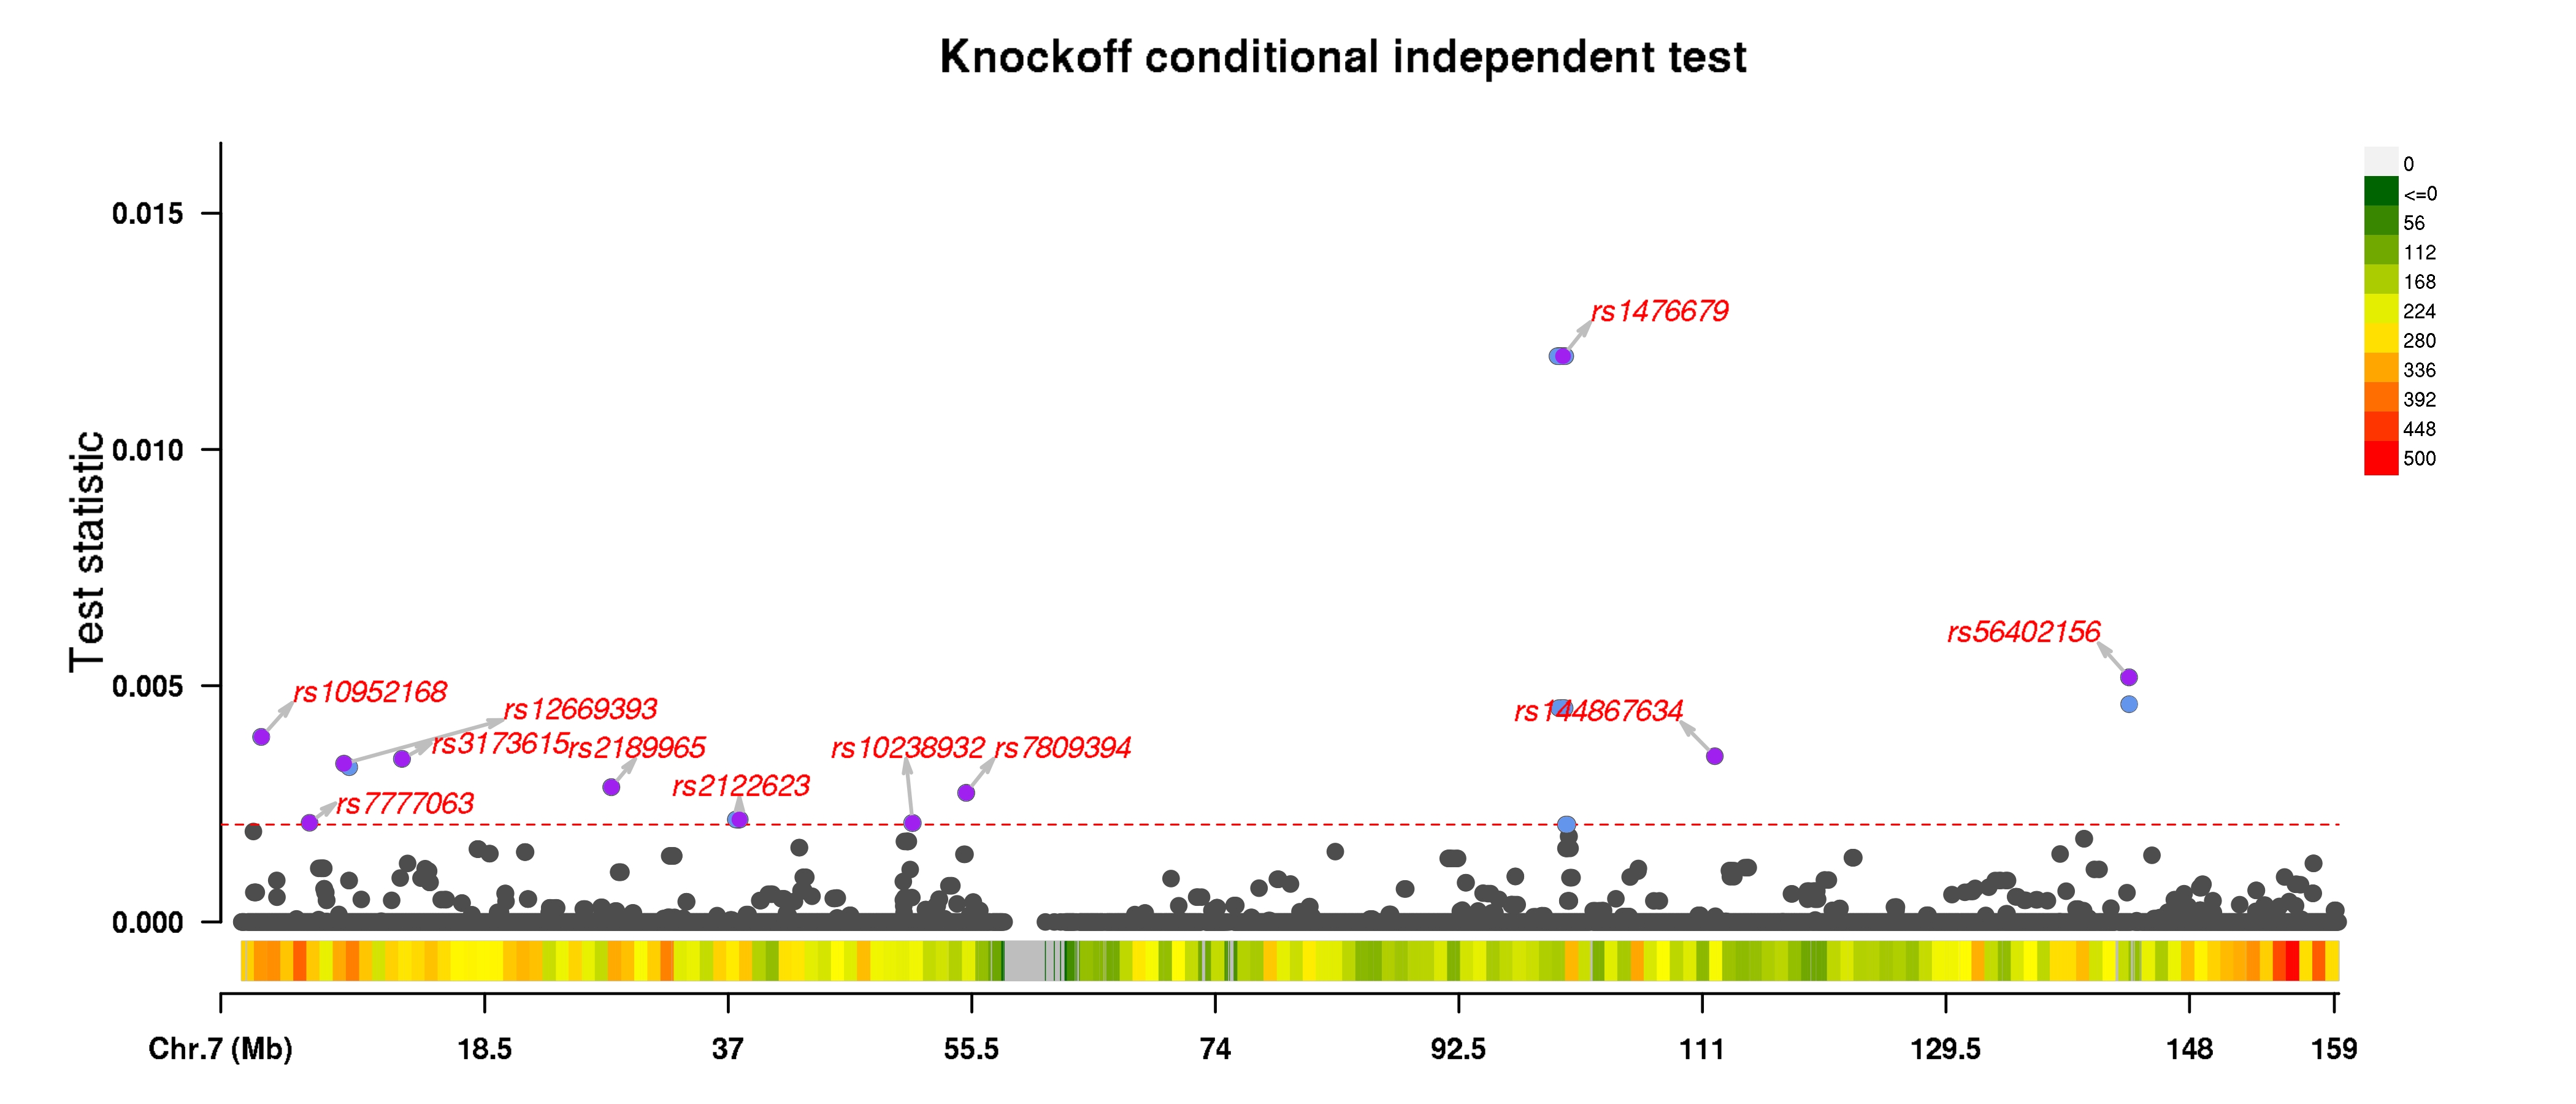 Knockoff conditional independent test
Test statistic
0.015
0.010
0.005
0.000
0
<=0
56
112
168
224
280
336
392
448
500
rs1476679
rs56402156
rs10952168
rs12669393
rs144867634
rs3173615
rs2189965
rs10238932
rs7809394
rs2122623
rs7777063
Chr.7 (Mb)
18.5
37
55.5
74
92.5
111
129.5
148
159